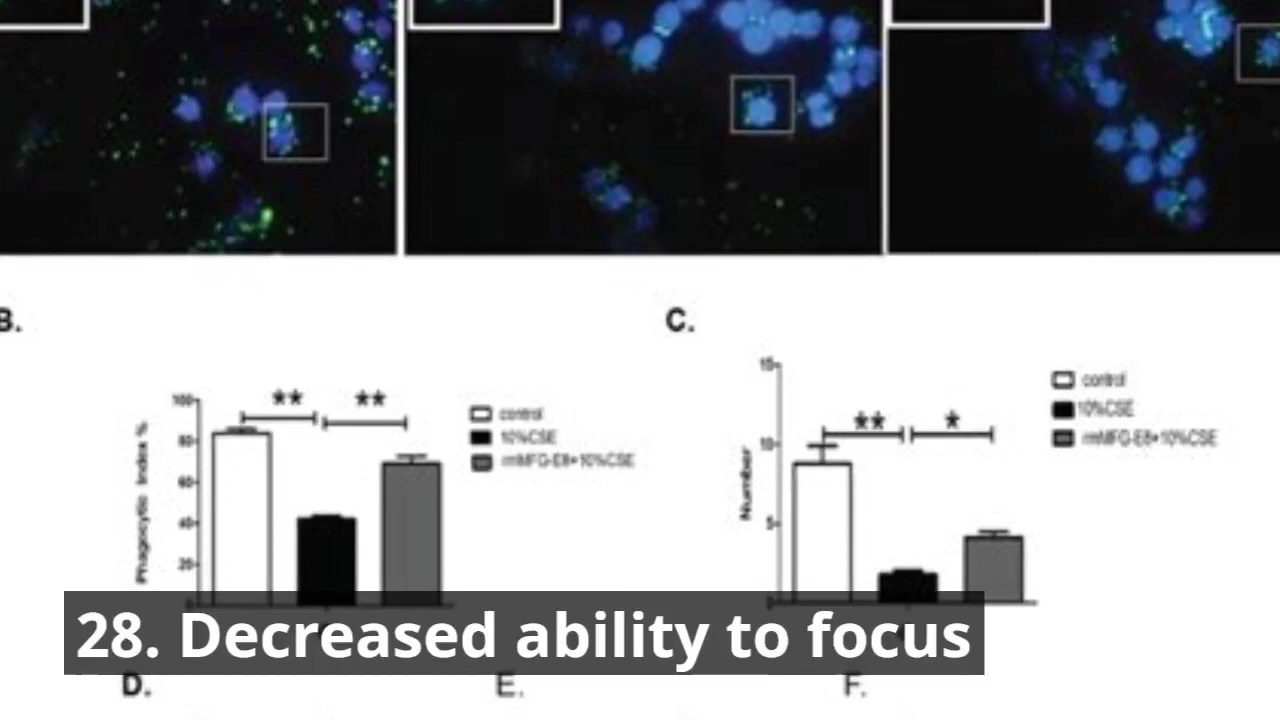 B.
C.
**
**
control
10%CSE
rmMFG-E8+10%CSE
100
80
60
40
20
Phagocytic Index %
**
*
control
10%CSE
rmMFG-E8+10%CSE
15
10
5
Number
28. Decreased ability to focus
D.
E.
F.